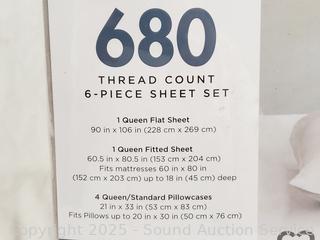 680
THREAD COUNT
6-PIECE SHEET SET
1 Queen Flat Sheet
90 in x 106 in (228 cm x 269 cm)
1 Queen Fitted Sheet
60.5 in x 80.5 in (153 cm x 204 cm)
Fits mattresses 60 in x 80 in
(152 cm x 203 cm) up to 18 in (45 cm) deep
4 Queen/Standard Pillowcases
21 in x 33 in (53 cm x 83 cm)
Fits Pillows up to 20 in x 30 in (50 cm x 76 cm)
copyright 2025 - Sound Auction Ser